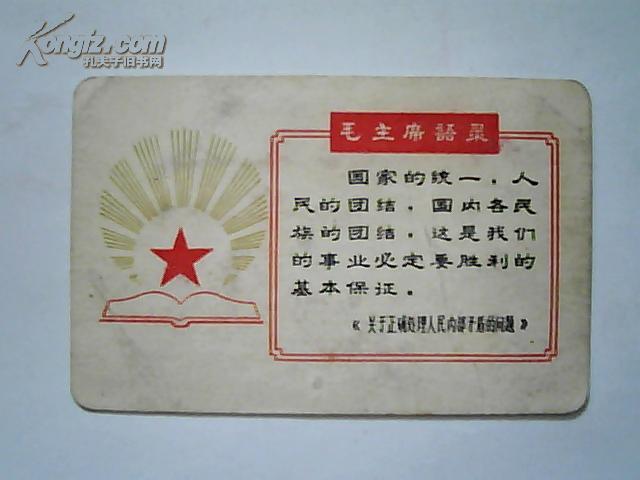 Kongfz.com
孔夫子旧书网
毛主席語录
国家的統一，人
民的团结，国内各民
族的团结，这是我们
的事业必定要胜利的
基本保证。
《关于正确处理人民内部矛盾的问题》